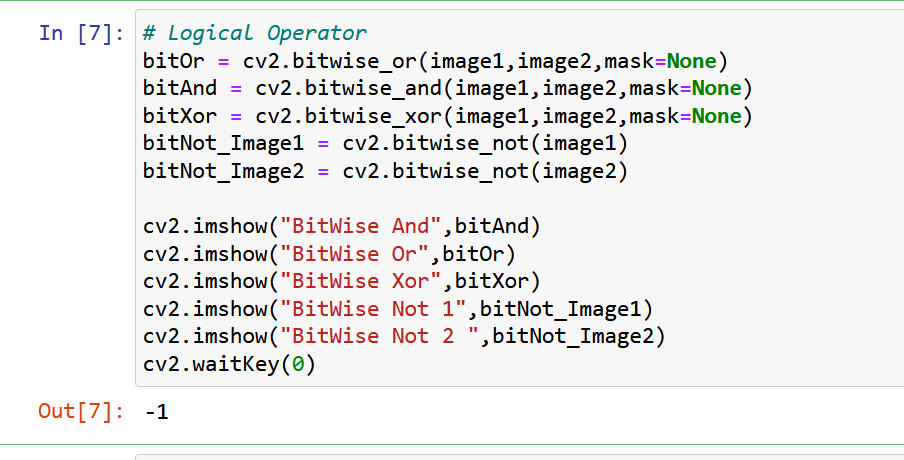 In [7]:
# Logical Operator
bitOr = cv2.bitwise_or(image1,image2,mask=None)
bitAnd = cv2.bitwise_and(image1,image2,mask=None)
bitXor = cv2.bitwise_xor(image1,image2,mask=None)
bitNot_Image1 = cv2.bitwise_not(image1)
bitNot_Image2 = cv2.bitwise_not(image2)

cv2.imshow("BitWise And",bitAnd)
cv2.imshow("BitWise Or",bitOr)
cv2.imshow("BitWise Xor",bitXor)
cv2.imshow("BitWise Not 1",bitNot_Image1)
cv2.imshow("BitWise Not 2 ",bitNot_Image2)
cv2.waitKey(0)
Out[7]: -1